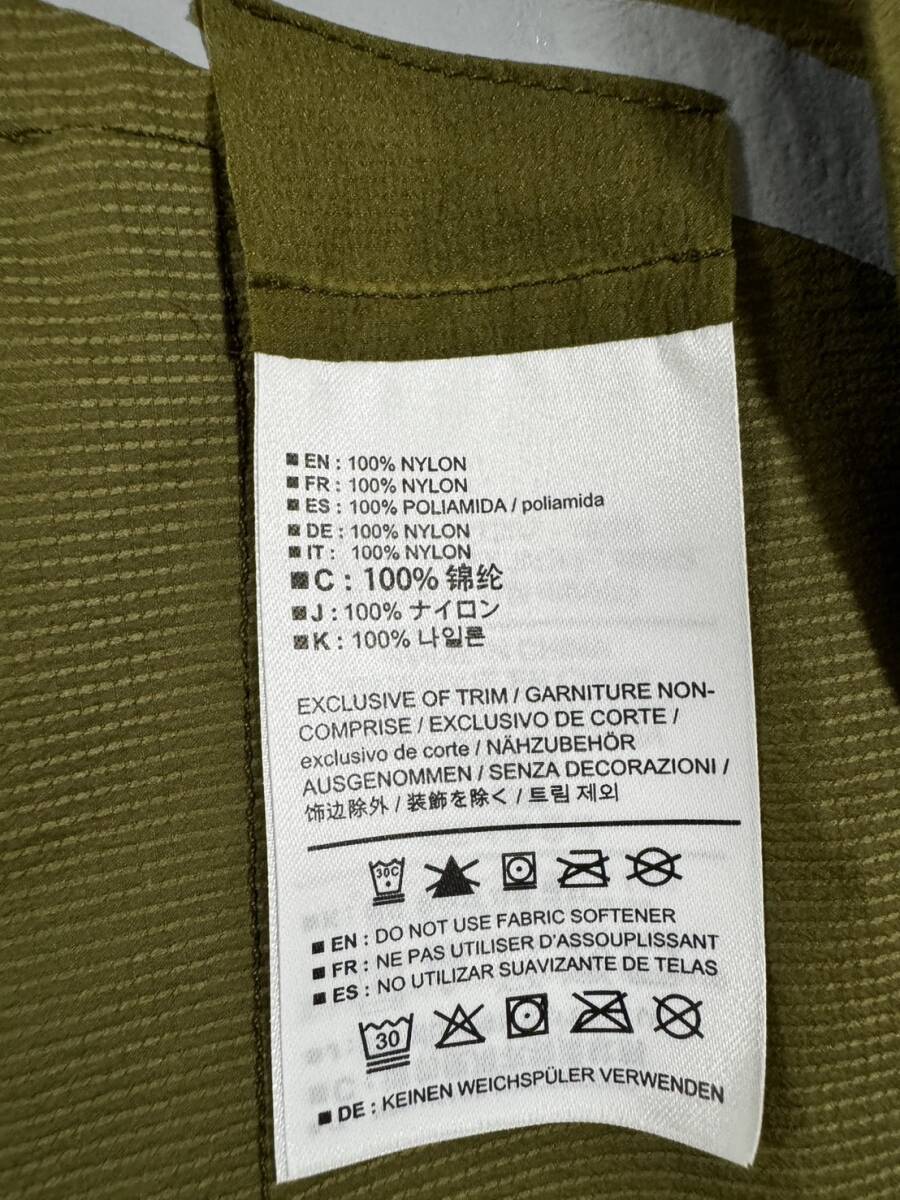 EN : 100% NYLON
FR : 100% NYLON
ES : 100% POLIAMIDA / poliamida
DE : 100% NYLON
IT : 100% NYLON
C : 100% 锦纶
J : 100% ナイロン
K : 100% 나일론
EXCLUSIVE OF TRIM / GARNITURE NON-
COMPRISE / EXCLUSIVO DE CORTE /
exclusivo de corte / NÄHZUBEHÖR
AUSGENOMMEN / SENZA DECORAZIONI /
饰边除外 / 装飾を除く / 트림 제외
30C
EN : DO NOT USE FABRIC SOFTENER
FR : NE PAS UTILISER D'ASSOUPLISSANT
ES : NO UTILIZAR SUAVIZANTE DE TELAS
30
DE : KEINEN WEICHSPÜLER VERWENDEN